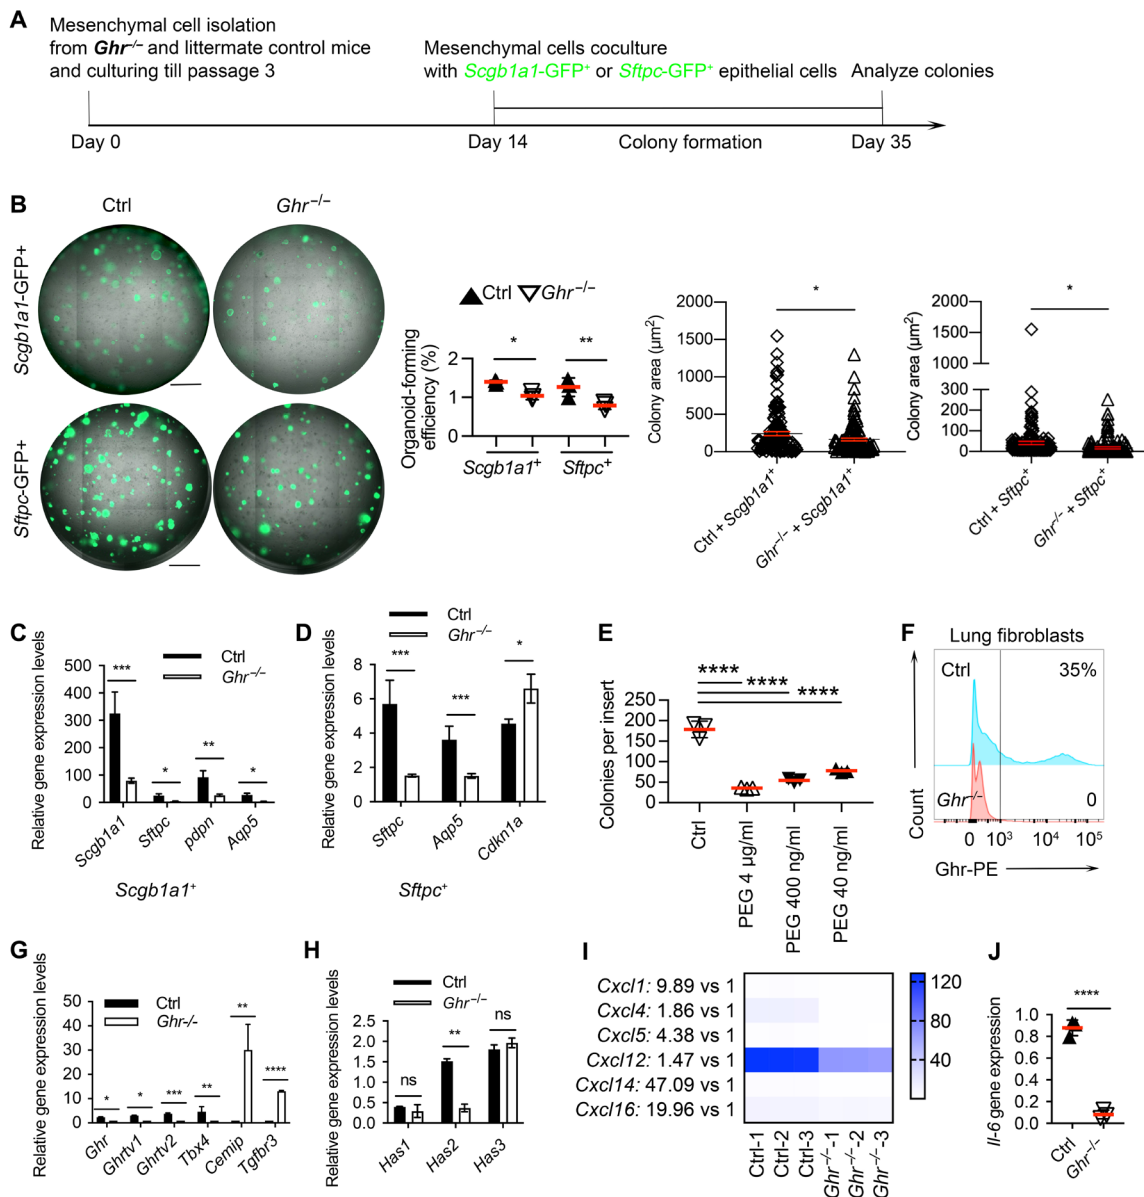 A
Mesenchymal cell isolation
from Ghr−/− and littermate control mice
and culturing till passage 3
Mesenchymal cells coculture
with Scgb1a1-GFP+ or Sftpc-GFP+ epithelial cells
Analyze colonies
Day 0
Day 14
Colony formation
Day 35
B
Ctrl
Ghr−/−
Scgb1a1-GFP+
Sftpc-GFP+
Ctrl
Ghr−/−
Organoid-forming
efficiency (%)
2
1
0
*
**
Scgb1a1+
Sftpc+
Colony area (µm2)
2000
1500
1000
500
0
*
Ctrl + Scgb1a1+
Ghr−/− + Scgb1a1+
Colony area (µm2)
2000
1500
1000
300
200
100
0
*
Ctrl + Sftpc+
Ghr−/− + Sftpc+
C
Relative gene expression levels
Ctrl
Ghr−/−
500
400
300
200
100
0
***
*
**
*
Scgb1a1
Sftpc
pdpn
Aqp5
Scgb1a1+
D
Relative gene expression levels
Ctrl
Ghr−/−
8
6
4
2
0
***
***
*
Sftpc
Aqp5
Cdkn1a
Sftpc+
E
Colonies per insert
250
200
150
100
50
0
****
****
****
Ctrl
PEG 4 µg/ml
PEG 400 ng/ml
PEG 40 ng/ml
F
Lung fibroblasts
Ctrl
35%
Ghr−/−
0
Count
0 103 104 105
Ghr-PE
G
Relative gene expression levels
Ctrl
Ghr-/-
50
40
30
20
10
0
*
*
***
**
**
****
Ghr
Ghrtv1
Ghrtv2
Tbx4
Cemip
Tgfbr3
H
Relative gene expression levels
Ctrl
Ghr−/−
2.5
2.0
1.5
1.0
0.5
0.0
ns
**
ns
Has1
Has2
Has3
I
Cxcl1: 9.89 vs 1
Cxcl4: 1.86 vs 1
Cxcl5: 4.38 vs 1
Cxcl12: 1.47 vs 1
Cxcl14: 47.09 vs 1
Cxcl16: 19.96 vs 1
Ctrl-1
Ctrl-2
Ctrl-3
Ghr−/−-1
Ghr−/−-2
Ghr−/−-3
120
80
40
J
Il-6 gene expression
1.0
0.8
0.6
0.4
0.2
0.0
****
Ctrl
Ghr−/−